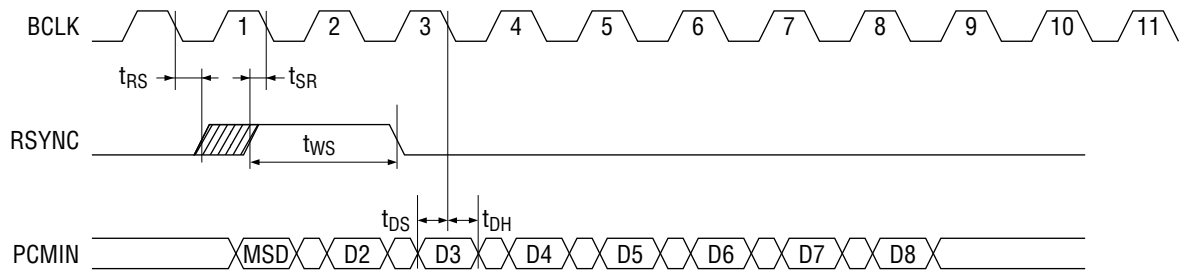 BCLK 1 2 3 4 5 6 7 8 9 10 11
tRS tSR
RSYNC tWS
tDS tDH
PCMIN MSD D2 D3 D4 D5 D6 D7 D8